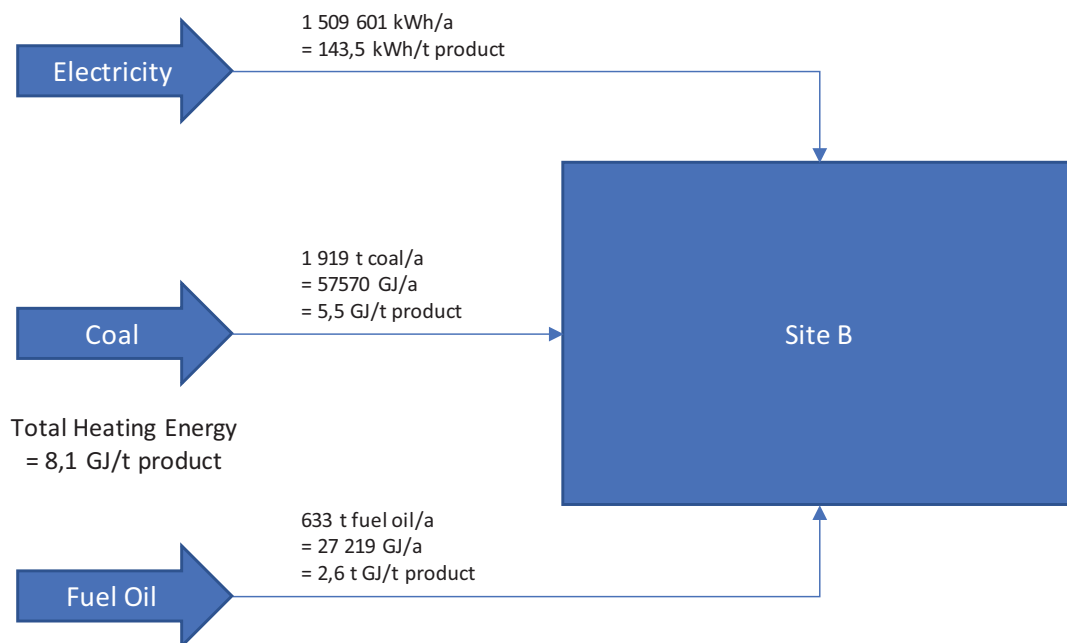 1 509 601 kWh/a
= 143,5 kWh/t product
Electricity
1 919 t coal/a
= 57570 GJ/a
= 5,5 GJ/t product
Coal
Site B
Total Heating Energy
= 8,1 GJ/t product
633 t fuel oil/a
= 27 219 GJ/a
= 2,6 t GJ/t product
Fuel Oil